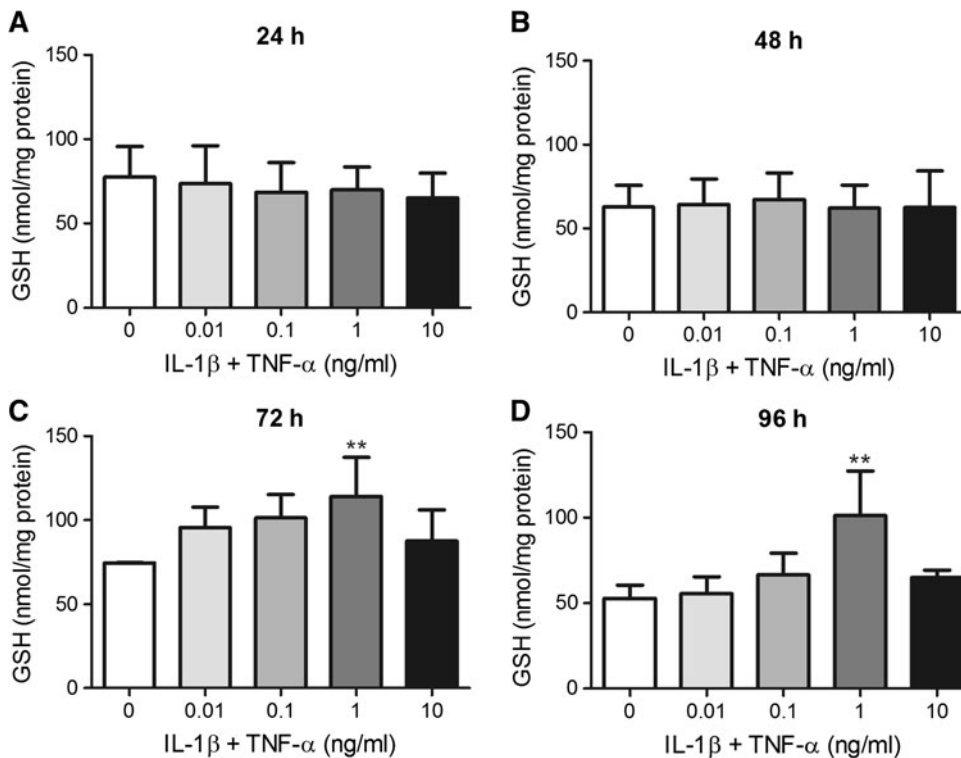 A
24 h
GSH (nmol/mg protein)
150
100
50
0
0 0.01 0.1 1 10
IL-1β + TNF-α (ng/ml)
B
48 h
GSH (nmol/mg protein)
150
100
50
0
0 0.01 0.1 1 10
IL-1β + TNF-α (ng/ml)
C
72 h
GSH (nmol/mg protein)
150
100
50
0
**
0 0.01 0.1 1 10
IL-1β + TNF-α (ng/ml)
D
96 h
GSH (nmol/mg protein)
150
100
50
0
**
0 0.01 0.1 1 10
IL-1β + TNF-α (ng/ml)